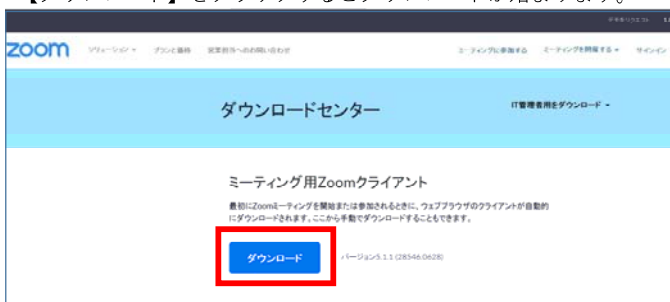 【ダウンロード】をクリックするとダウンロードが始まります。
zoom ソリューション プランと価格 営業担当へのお問い合わせ ミーティングに参加する ミーティングを開催する サインイン
ダウンロードセンター IT管理者用をダウンロード
ミーティング用Zoomクライアント
最初にZoomミーティングを開始または参加されるときに、ウェブブラウザのクライアントが自動的
にダウンロードされます。ここから手動でダウンロードすることもできます。
ダウンロード バージョン5.1.1 (28546.0628)